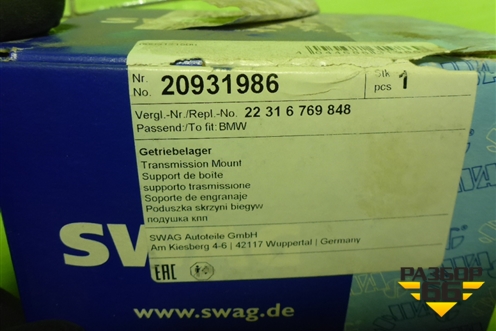 Nr.
No. 20931986
Stk
pcs 1
Vergl.-Nr./Repl.-No. 22 31 6 769 848
Passend:/To fit: BMW
Getriebelager
Transmission Mount
Support de boîte
supporto trasmissione
Soporte de engranaje
Poduszka skrzyni biegyw
подушка кпп
SWAG Autoteile GmbH
Am Kiesberg 4-6 | 42117 Wuppertal | Germany
EAC
SW
www.swag.de
РАЗБОР
66